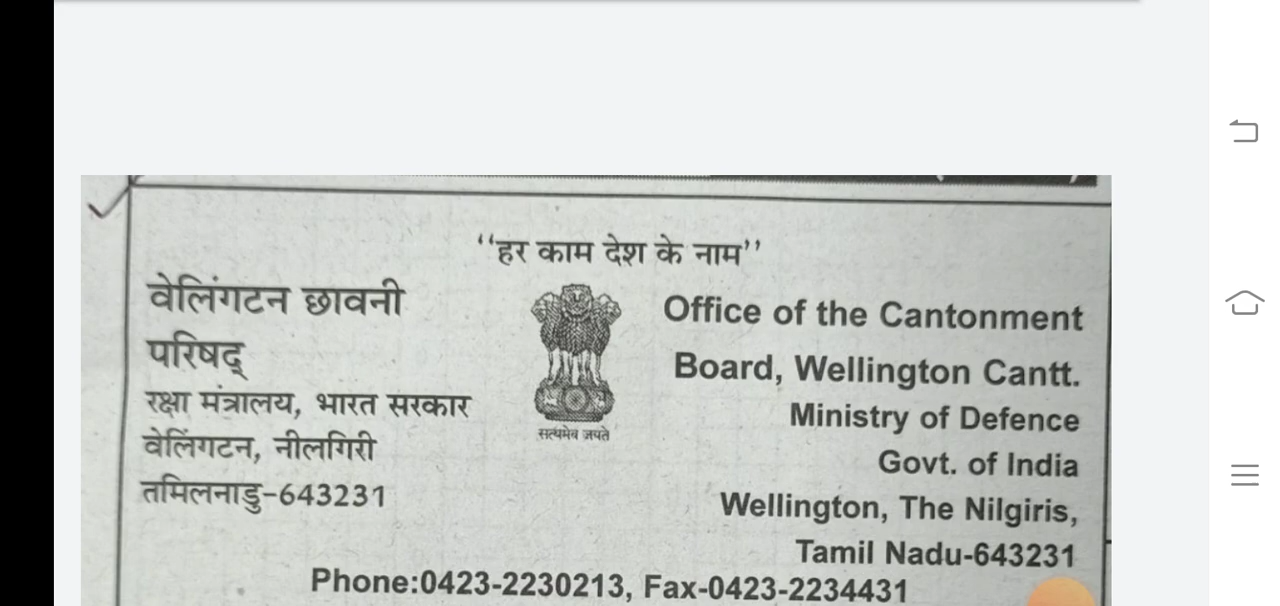 ‘‘हर काम देश के नाम’’
वेलिंगटन छावनी
परिषद्
रक्षा मंत्रालय, भारत सरकार
वेलिंगटन, नीलगिरी
तमिलनाडु-643231
सत्यमेव जयते
Office of the Cantonment
Board, Wellington Cantt.
Ministry of Defence
Govt. of India
Wellington, The Nilgiris,
Tamil Nadu-643231
Phone:0423-2230213, Fax-0423-2234431